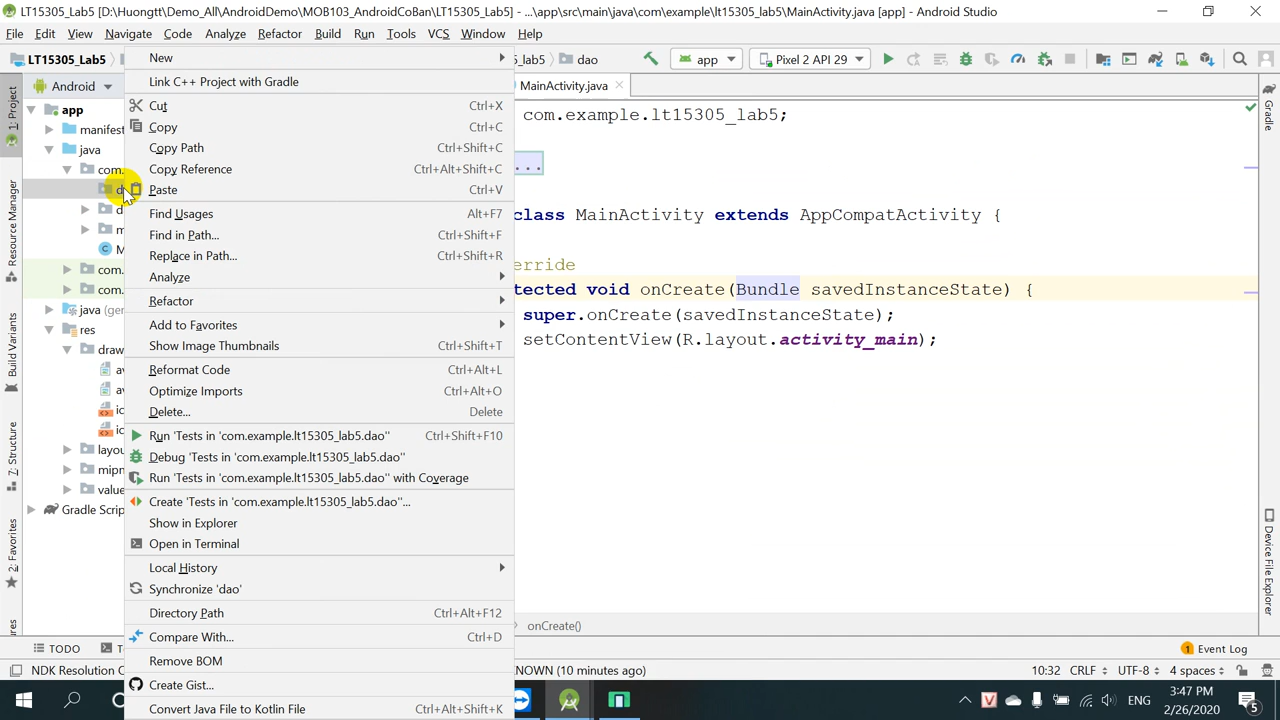 LT15305_Lab5 [D:\Huongtt\Demo_All\AndroidDemo\MOB103_AndroidCoBan\LT15305_Lab5] - ...\app\src\main\java\com\example\lt15305_lab5\MainActivity.java [app] - Android Studio
File Edit View Navigate Code Analyze Refactor Build Run Tools VCS Window Help
LT15305_Lab5 _lab5 dao app Pixel 2 API 29
1: Project
Resource Manager
Build Variants
7: Structure
2: Favorites
Android
app
manifest
java
com.
d
d
m
M
com.
com.
java (ge
res
draw
av
av
ic
ic
layou
mipm
value
Gradle Scrip
New
Link C++ Project with Gradle
Cut Ctrl+X
Copy Ctrl+C
Copy Path Ctrl+Shift+C
Copy Reference Ctrl+Alt+Shift+C
Paste Ctrl+V
Find Usages Alt+F7
Find in Path... Ctrl+Shift+F
Replace in Path... Ctrl+Shift+R
Analyze
Refactor
Add to Favorites
Show Image Thumbnails Ctrl+Shift+T
Reformat Code Ctrl+Alt+L
Optimize Imports Ctrl+Alt+O
Delete... Delete
Run 'Tests in 'com.example.lt15305_lab5.dao'' Ctrl+Shift+F10
Debug 'Tests in 'com.example.lt15305_lab5.dao''
Run 'Tests in 'com.example.lt15305_lab5.dao'' with Coverage
Create 'Tests in 'com.example.lt15305_lab5.dao''...
Show in Explorer
Open in Terminal
Local History
Synchronize 'dao'
Directory Path Ctrl+Alt+F12
Compare With... Ctrl+D
Remove BOM
Create Gist...
Convert Java File to Kotlin File Ctrl+Alt+Shift+K
MainActivity.java
com.example.lt15305_lab5;
...
class MainActivity extends AppCompatActivity {
erride
tected void onCreate(Bundle savedInstanceState) {
super.onCreate(savedInstanceState);
setContentView(R.layout.activity_main);
onCreate()
Gradle
Device File Explorer
TODO T 1 Event Log
NDK Resolution O NOWN (10 minutes ago) 10:32 CRLF UTF-8 4 spaces
ENG 3:47 PM
2/26/2020
5